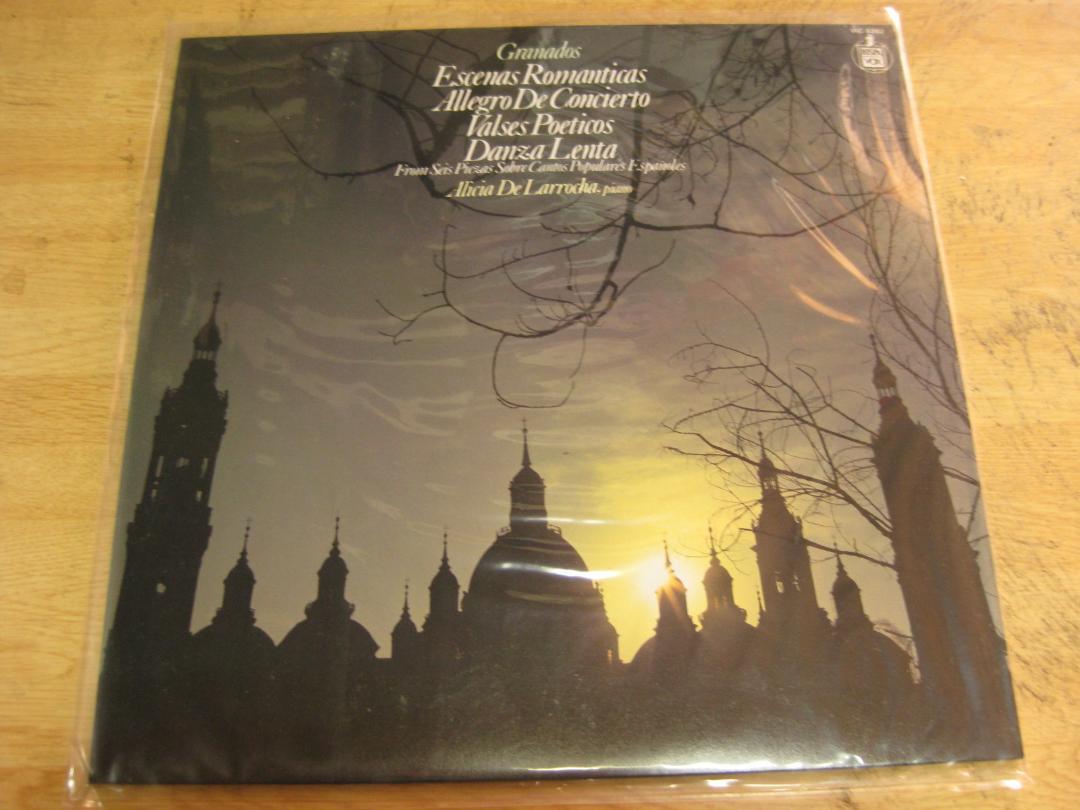 Granados
Escenas Romanticas
Allegro De Concierto
Valses Poeticos
Danza Lenta
From Seis Piezas Sobre Cantos Populares Españoles
Alicia De Larrocha, piano